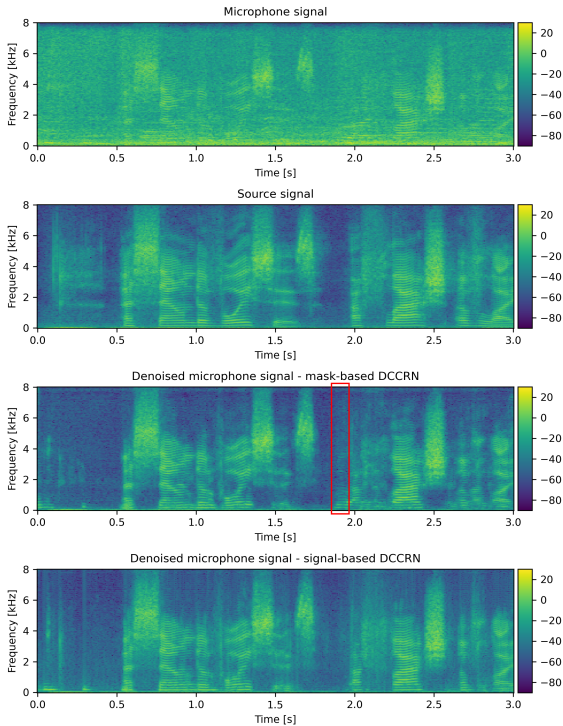 Microphone signal
8
6
4
2
0
Frequency [kHz]
0.0 0.5 1.0 1.5 2.0 2.5 3.0
Time [s]
20
0
−20
−40
−60
−80
Source signal
8
6
4
2
0
Frequency [kHz]
0.0 0.5 1.0 1.5 2.0 2.5 3.0
Time [s]
20
0
−20
−40
−60
−80
Denoised microphone signal - mask-based DCCRN
8
6
4
2
0
Frequency [kHz]
0.0 0.5 1.0 1.5 2.0 2.5 3.0
Time [s]
20
0
−20
−40
−60
−80
Denoised microphone signal - signal-based DCCRN
8
6
4
2
0
Frequency [kHz]
0.0 0.5 1.0 1.5 2.0 2.5 3.0
Time [s]
20
0
−20
−40
−60
−80